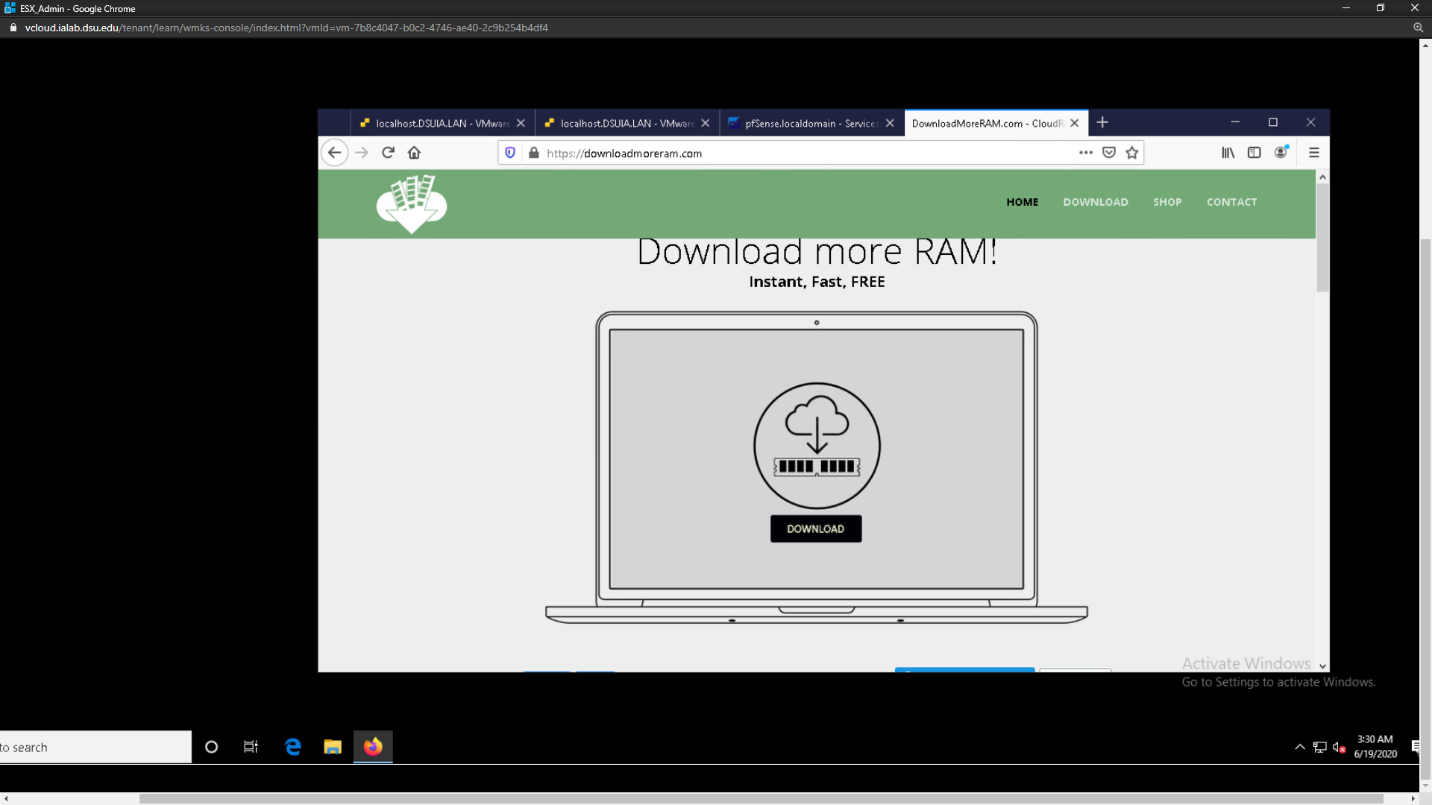 ESX_Admin - Google Chrome
vcloud.ialab.dsu.edu/tenant/learn/wmks-console/index.html?vmId=vm-7b8c4047-b0c2-4746-ae40-2c9b254b4df4
localhost.DSUIA.LAN - VMware
localhost.DSUIA.LAN - VMware
pfSense.localdomain - Services:
DownloadMoreRAM.com - CloudR
https://downloadmoreram.com
HOME
DOWNLOAD
SHOP
CONTACT
Download more RAM!
Instant, Fast, FREE
DOWNLOAD
Activate Windows
Go to Settings to activate Windows.
to search
3:30 AM
6/19/2020